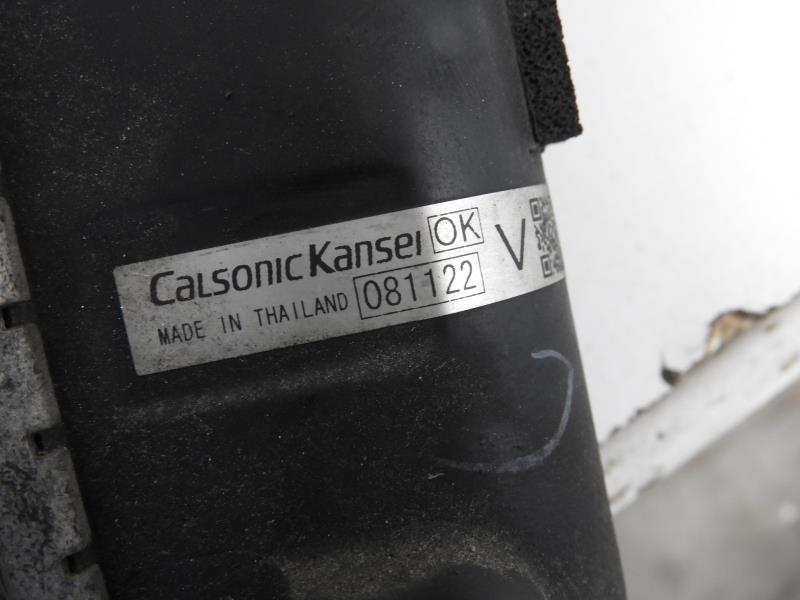 CalsonicKansei OK V
MADE IN THAILAND 081122